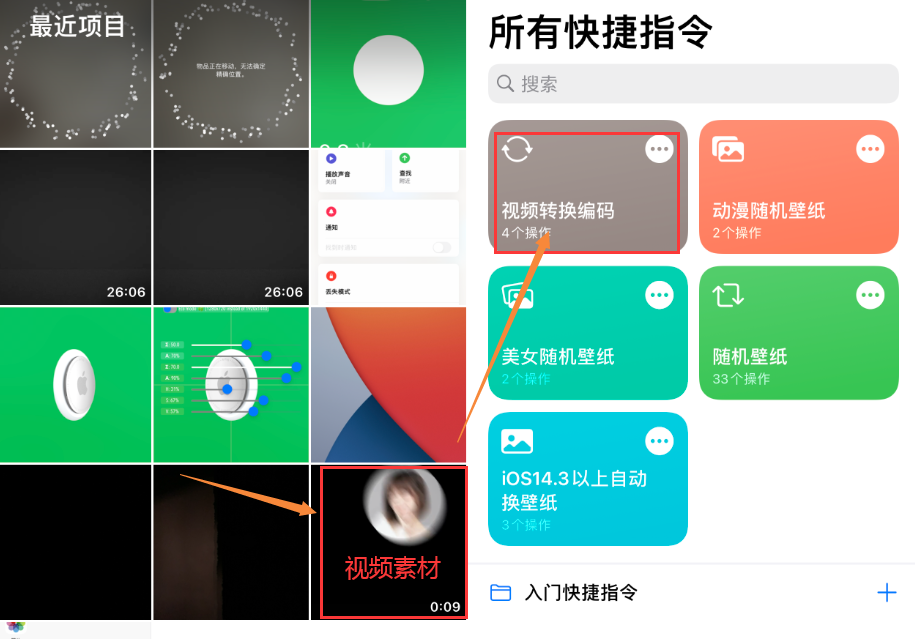 最近项目
物品正在移动，无法确定
精确位置。
播放声音
关闭
查找
附近
通知
丢失模式
26:06
26:06
视频素材
0:09
所有快捷指令
搜索
视频转换编码
4个操作
动漫随机壁纸
2个操作
美女随机壁纸
2个操作
随机壁纸
33个操作
iOS14.3以上自动
换壁纸
3个操作
入门快捷指令